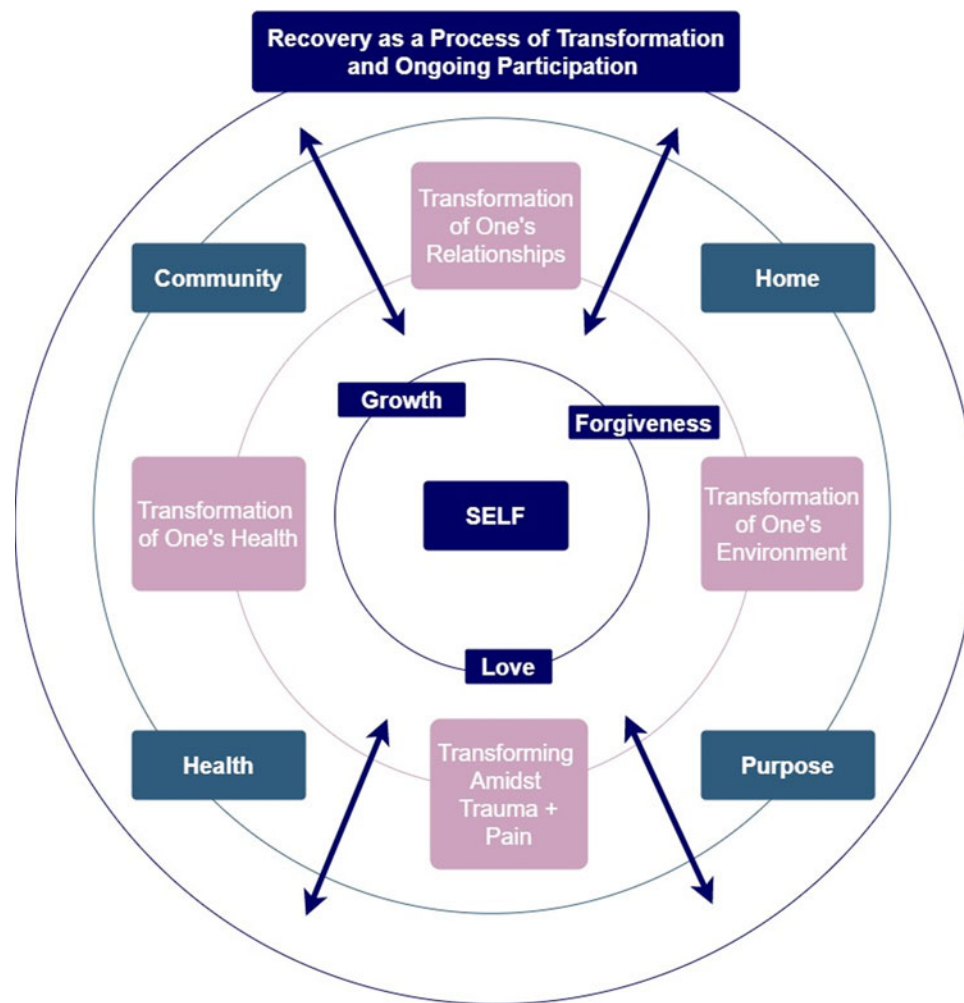 Recovery as a Process of Transformation
and Ongoing Participation
Transformation
of One's
Relationships
Community
Home
Growth
Forgiveness
Transformation
of One's Health
SELF
Transformation
of One's
Environment
Love
Health
Transforming
Amidst
Trauma +
Pain
Purpose